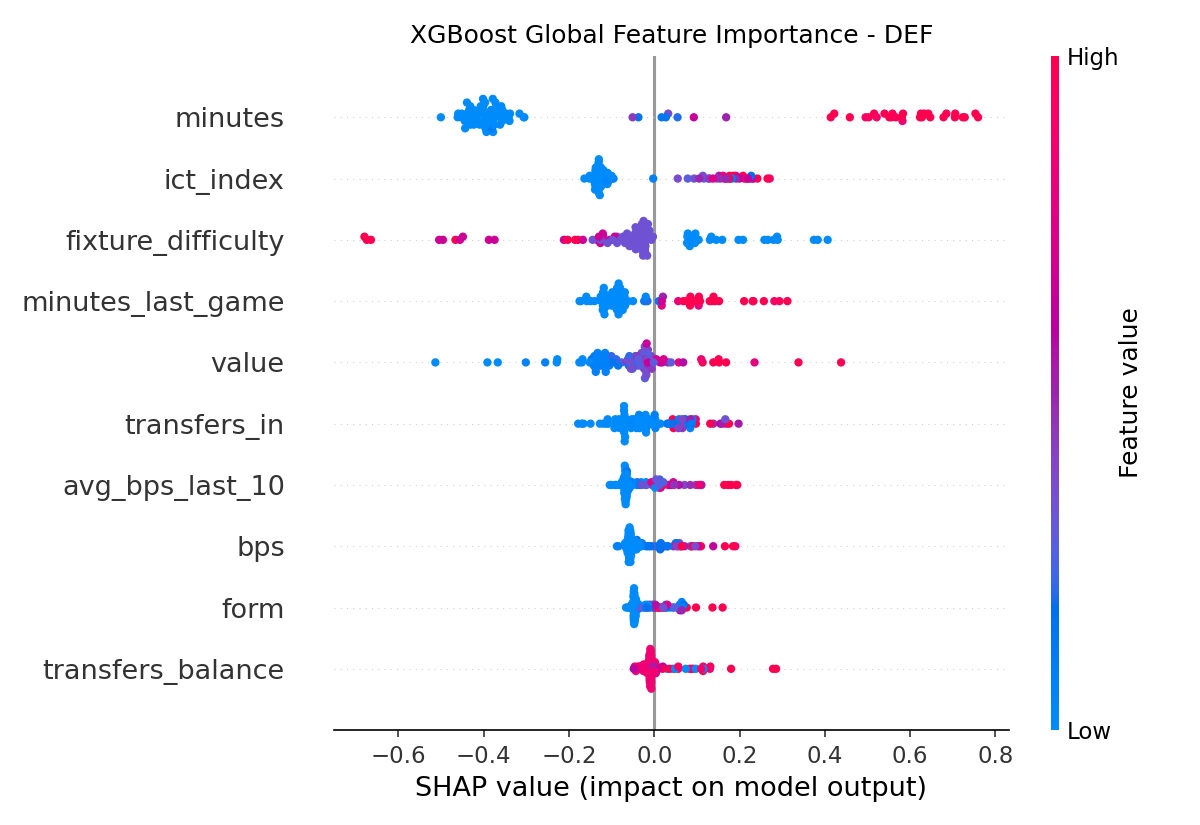 XGBoost Global Feature Importance - DEF
High
minutes
ict_index
fixture_difficulty
minutes_last_game
value
transfers_in
avg_bps_last_10
bps
form
transfers_balance
Feature value
Low
−0.6 −0.4 −0.2 0.0 0.2 0.4 0.6 0.8
SHAP value (impact on model output)